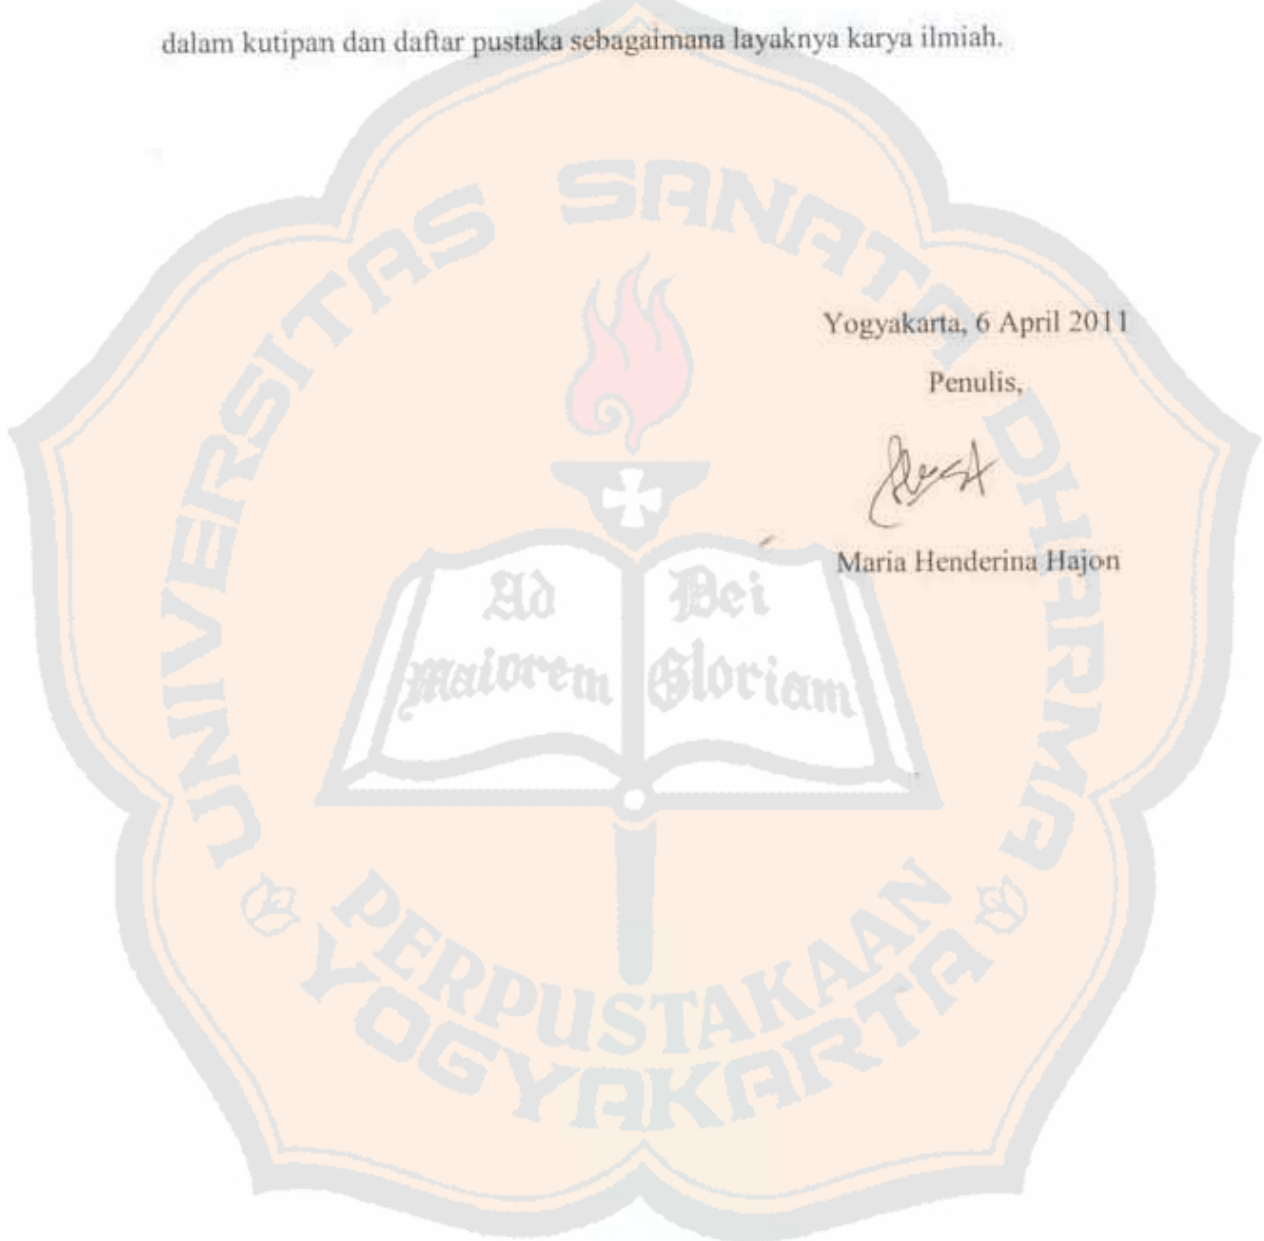 dalam kutipan dan daftar pustaka sebagaimana layaknya karya ilmiah.
UNIVERSITAS SANATA DHARMA
Yogyakarta, 6 April 2011
Penulis,
Maria Henderina Hajon
Ad Dei
maiorem Gloriam
PERPUSTAKAAN
YOGYAKARTA